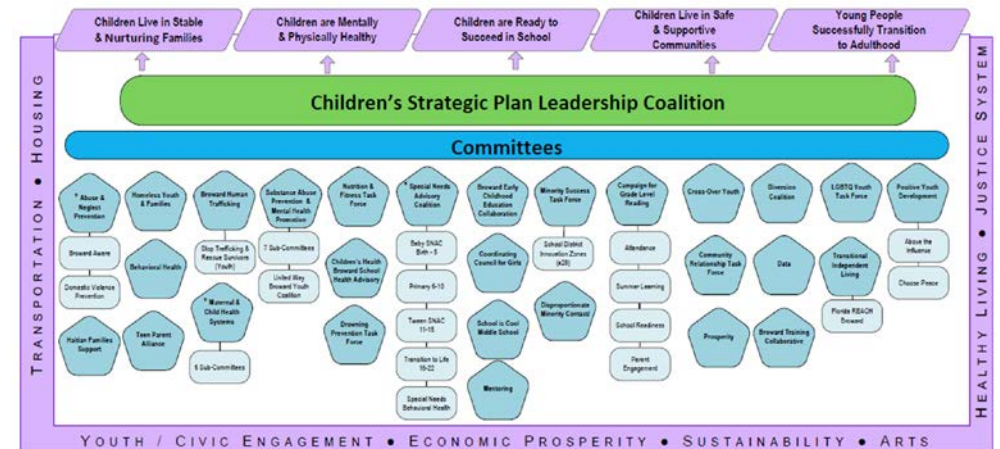 Children Live in Stable
& Nurturing Families
Children are Mentally
& Physically Healthy
Children are Ready to
Succeed in School
Children Live in Safe
& Supportive
Communities
Young People
Successfully Transition
to Adulthood
TRANSPORTATION • HOUSING
HEALTHY LIVING • JUSTICE SYSTEM
Children's Strategic Plan Leadership Coalition
Committees
* Abuse &
Neglect
Prevention
Broward Aware
Domestic Violence
Prevention
Haitian Families
Support
Homeless Youth
& Families
Behavioral Health
Teen Parent
Alliance
Broward Human
Trafficking
Stop Trafficking &
Rescue Survivors
(Youth)
* Maternal &
Child Health
Systems
6 Sub-Committees
Substance Abuse
Prevention &
Mental Health
Promotion
7 Sub-Committees
United Way
Broward Youth
Coalition
Nutrition &
Fitness Task
Force
Children's Health
Broward School
Health Advisory
Drowning
Prevention Task
Force
* Special Needs
Advisory
Coalition
Baby SNAC
Birth - 5
Primary 6-10
Tween SNAC
Transition to Life
Special Needs
Behavioral Health
Broward Early
Childhood
Education
Collaboration
Coordinating
Council for Girls
School is Cool
Middle School
Mentoring
Minority Success
Task Force
School District
Innovation Zones
Disproportionate
Minority Contact
Campaign for
Grade Level
Reading
Attendance
Summer Learning
School Readiness
Parent
Engagement
Cross-Over Youth
Community
Relationship Task
Force
Prosperity
Diversion
Coalition
Data
Broward Training
Collaborative
LGBTQ Youth
Task Force
Transitional
Independent
Living
Florida REACH
Broward
Positive Youth
Development
Above the
Influence
Choose Peace
YOUTH / CIVIC ENGAGEMENT • ECONOMIC PROSPERITY • SUSTAINABILITY • ARTS